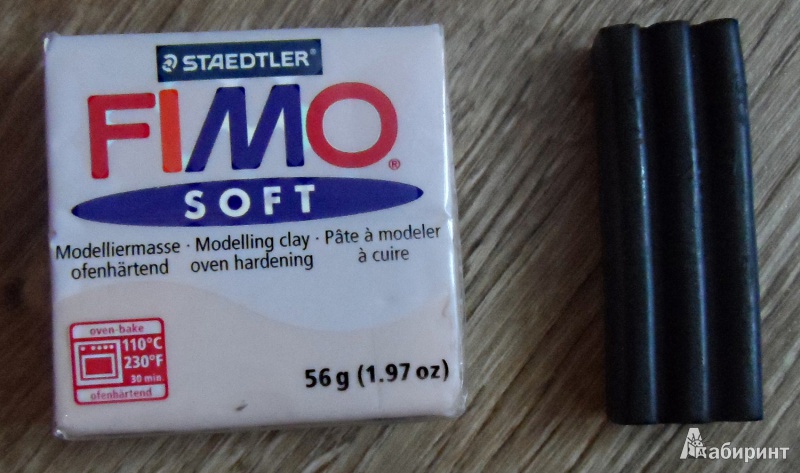 STAEDTLER®
FIMO®
SOFT
Modelliermasse · Modelling clay · Pâte à modeler
ofenhärtend oven hardening à cuire
oven-bake
110°C
230°F
30 min.
ofenhärtend
56 g (1.97 oz)
Лабиринт